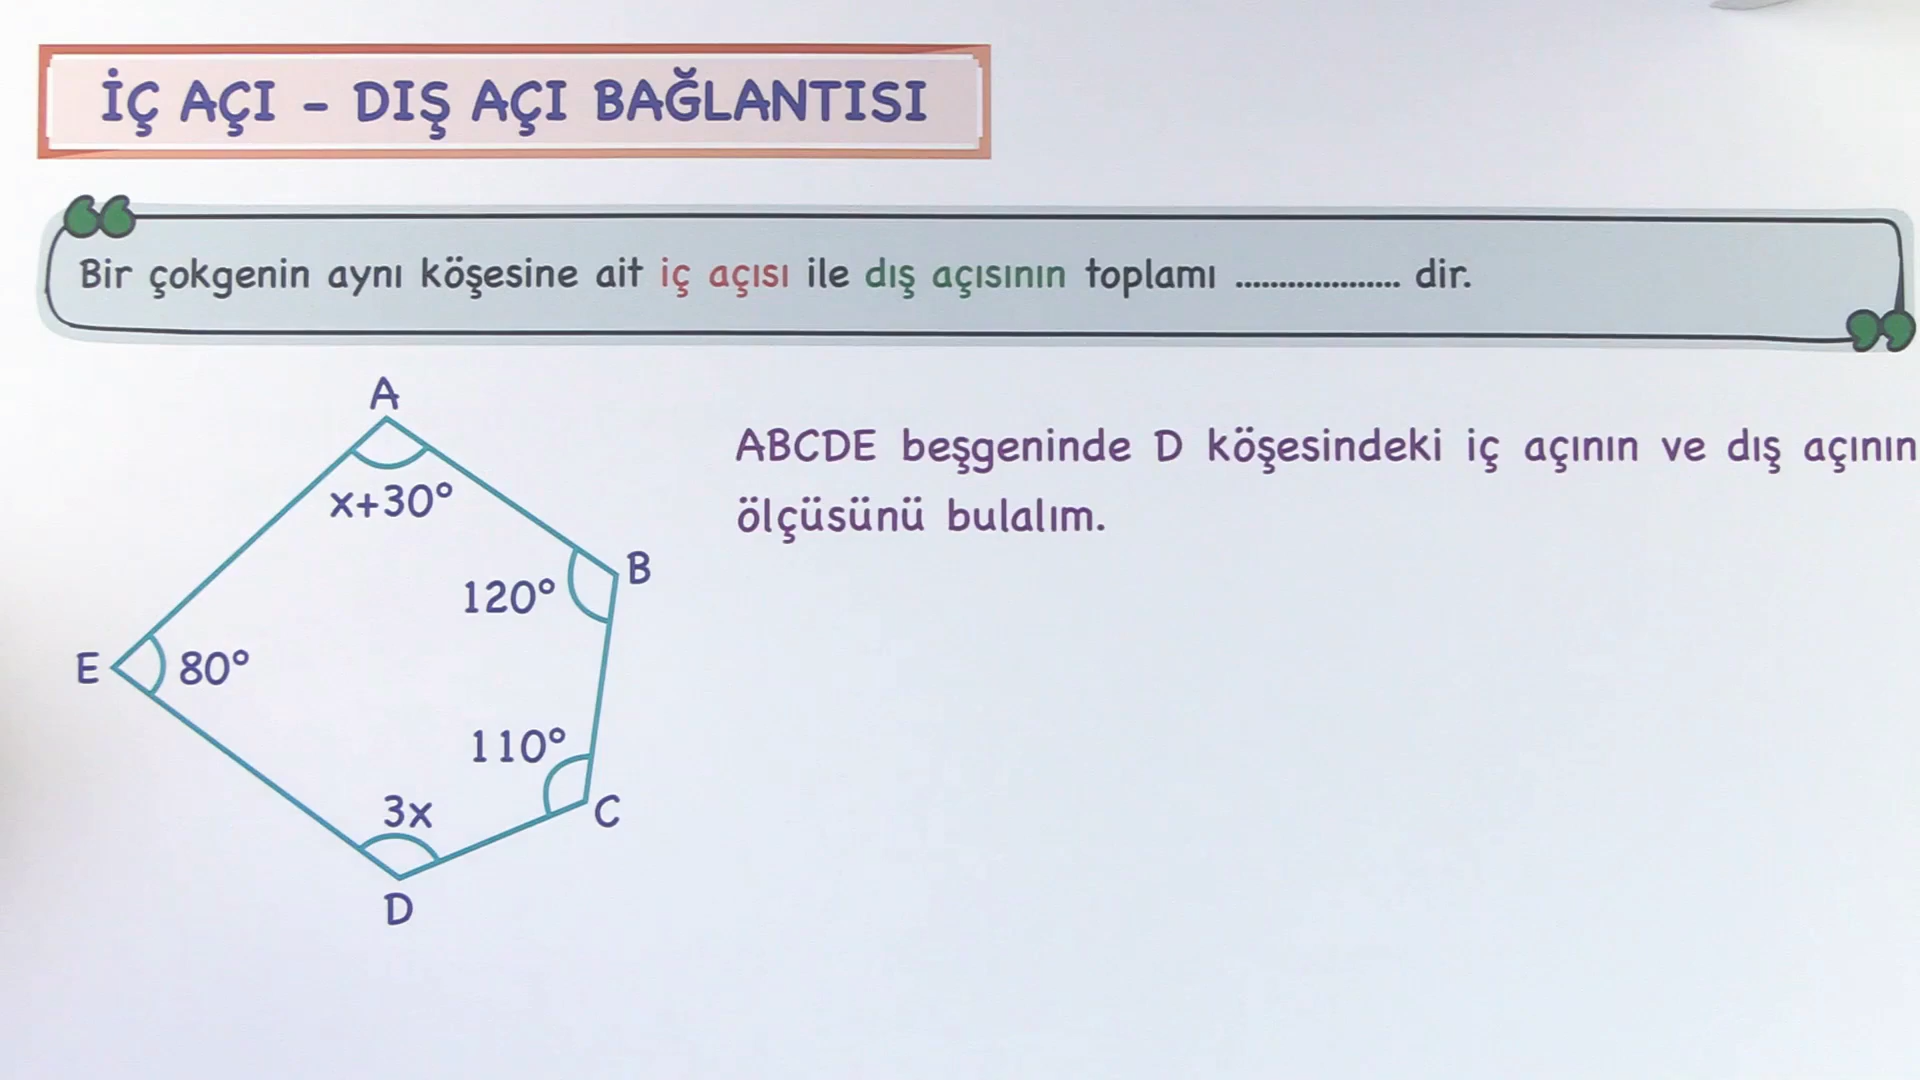 İÇ AÇI – DIŞ AÇI BAĞLANTISI
Bir çokgenin aynı köşesine ait iç açısı ile dış açısının toplamı ................... dir.
A
ABCDE beşgeninde D köşesindeki iç açının ve dış açının
x+30°
ölçüsünü bulalım.
B
120°
E 80°
110°
3x
C
D